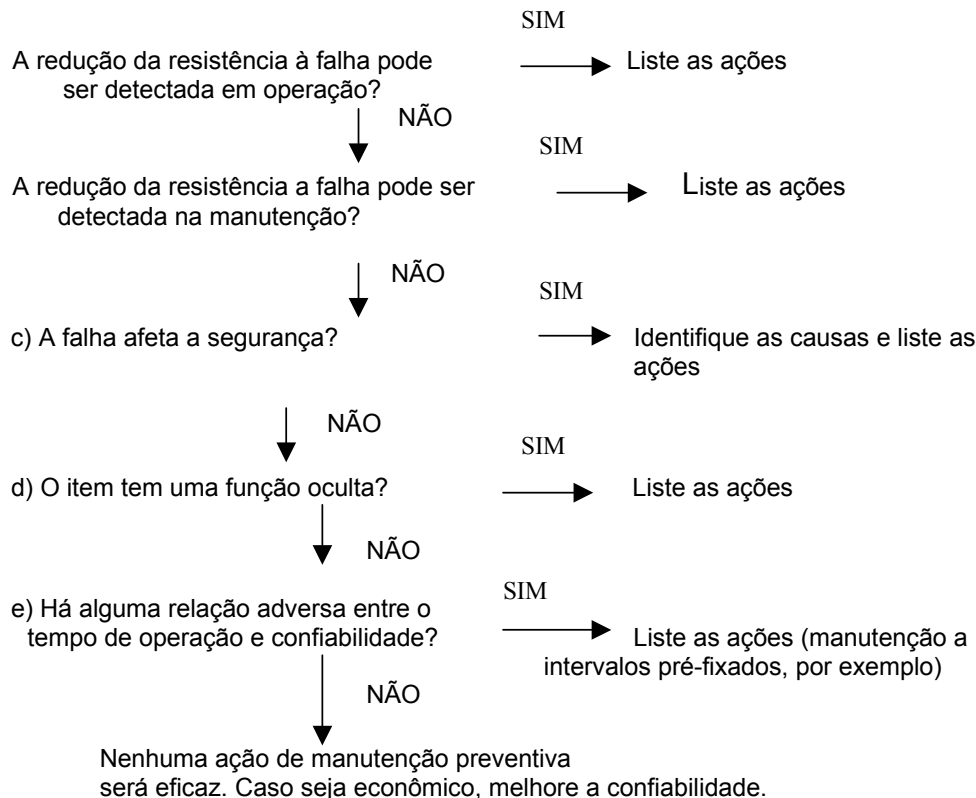 SIM
A redução da resistência à falha pode
ser detectada em operação?
Liste as ações
NÃO
SIM
A redução da resistência a falha pode ser
detectada na manutenção?
Liste as ações
NÃO
SIM
c) A falha afeta a segurança?
Identifique as causas e liste as
ações
NÃO
SIM
d) O item tem uma função oculta?
Liste as ações
NÃO
SIM
e) Há alguma relação adversa entre o
tempo de operação e confiabilidade?
Liste as ações (manutenção a
intervalos pré-fixados, por exemplo)
NÃO
Nenhuma ação de manutenção preventiva
será eficaz. Caso seja econômico, melhore a confiabilidade.